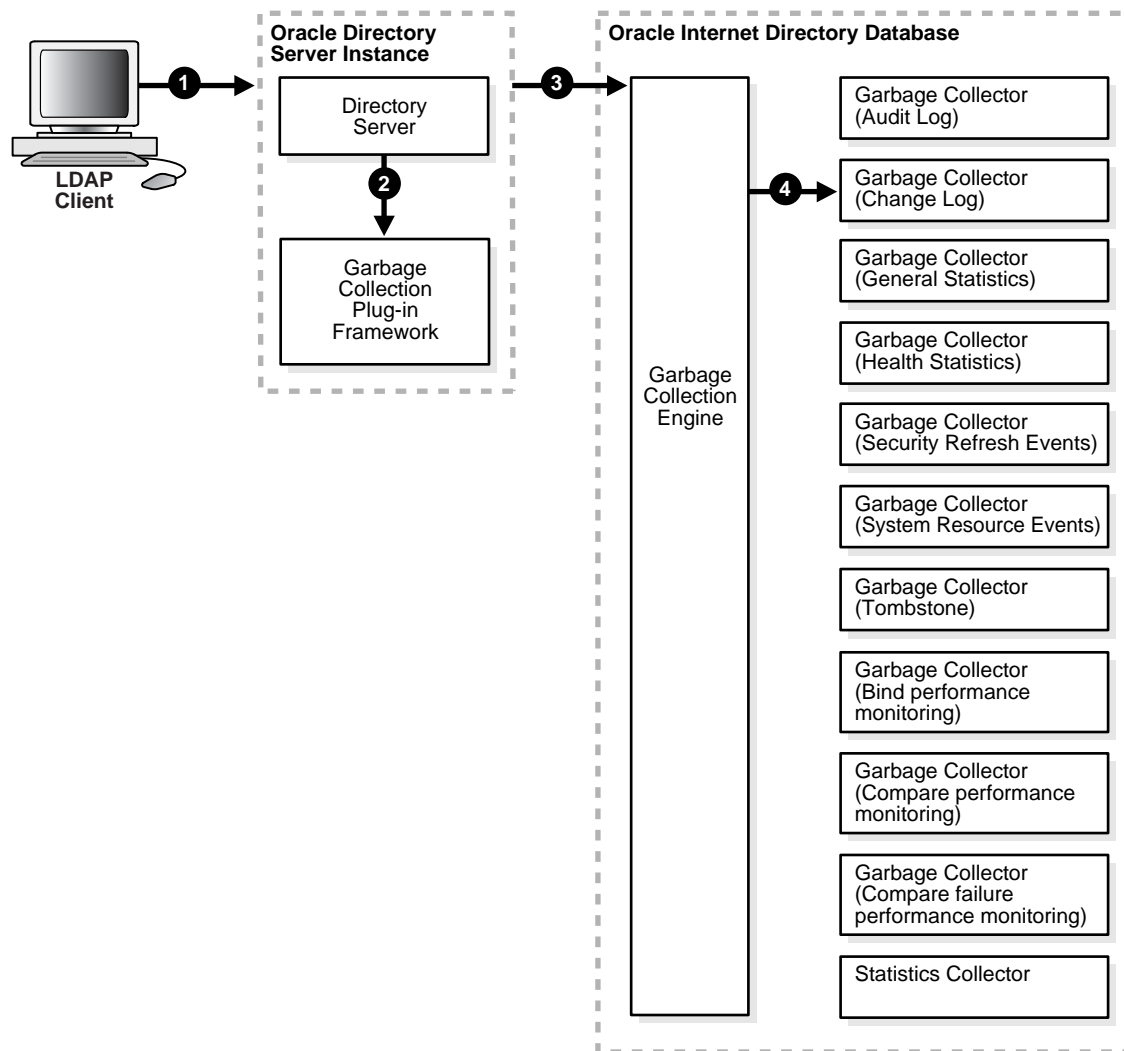 Oracle Directory
Server Instance
Oracle Internet Directory Database
1
3
Directory
Server
2
LDAP
Client
Garbage
Collection
Plug-in
Framework
Garbage
Collection
Engine
4
Garbage Collector
(Audit Log)
Garbage Collector
(Change Log)
Garbage Collector
(General Statistics)
Garbage Collector
(Health Statistics)
Garbage Collector
(Security Refresh Events)
Garbage Collector
(System Resource Events)
Garbage Collector
(Tombstone)
Garbage Collector
(Bind performance
monitoring)
Garbage Collector
(Compare performance
monitoring)
Garbage Collector
(Compare failure
performance monitoring)
Statistics Collector